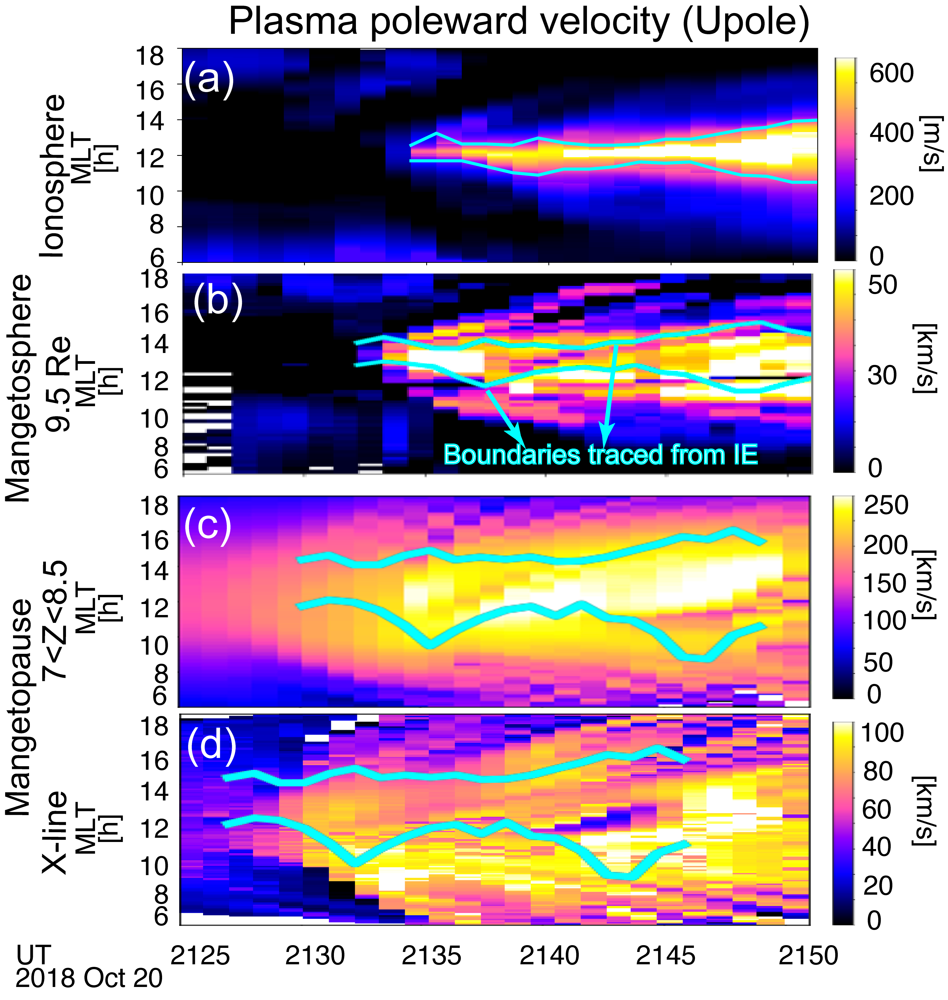 Plasma poleward velocity (Upole)
Ionosphere
MLT
[h]
18
16
14
12
10
8
6
(a)
600
400
200
0
[m/s]
Mangetosphere
9.5 Re
MLT
[h]
18
16
14
12
10
8
6
(b)
Boundaries traced from IE
50
30
0
[km/s]
Mangetopause
7<Z<8.5
MLT
[h]
18
16
14
12
10
8
6
(c)
250
200
150
100
50
0
[km/s]
X-line
MLT
[h]
18
16
14
12
10
8
6
(d)
100
80
60
40
20
0
[km/s]
UT
2125 2130 2135 2140 2145 2150
2018 Oct 20